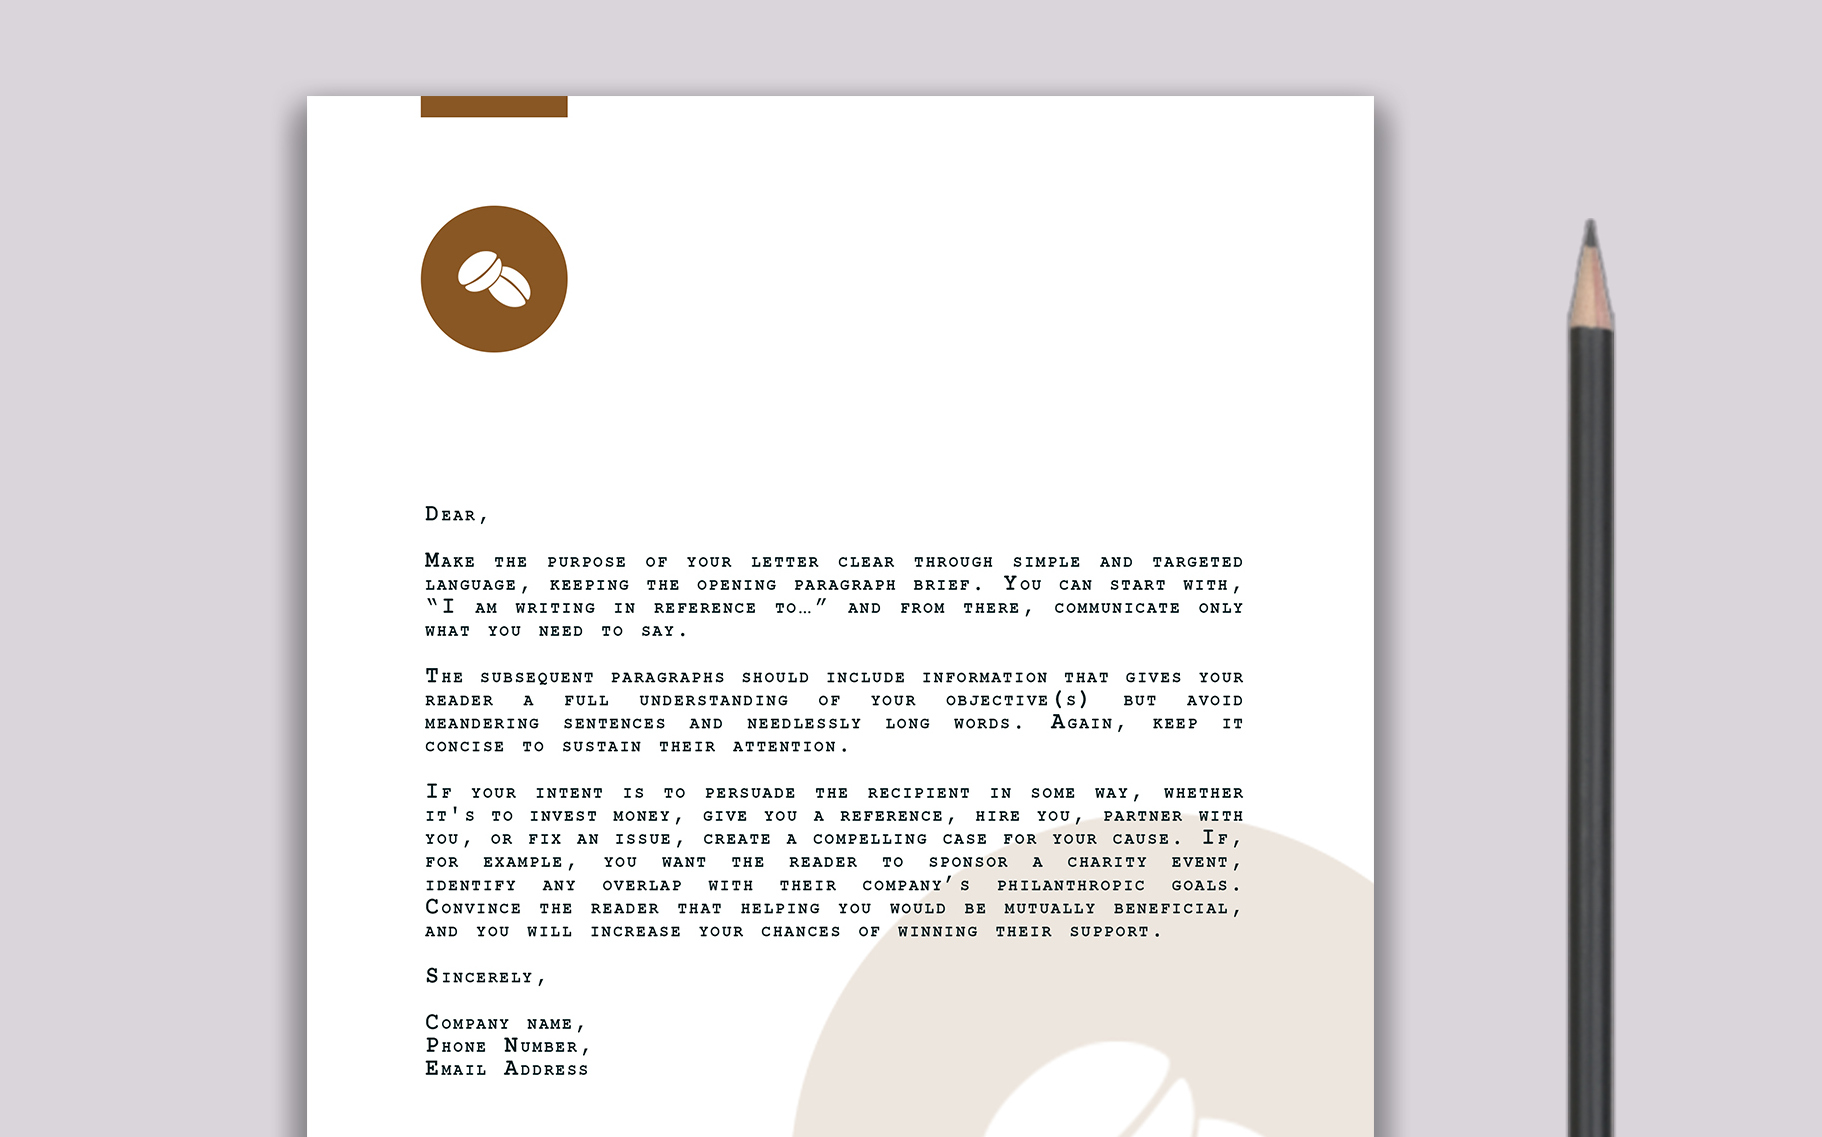 Dear,
Make the purpose of your letter clear through simple and targeted
language, keeping the opening paragraph brief. You can start with,
“I am writing in reference to…” and from there, communicate only
what you need to say.
The subsequent paragraphs should include information that gives your
reader a full understanding of your objective(s) but avoid
meandering sentences and needlessly long words. Again, keep it
concise to sustain their attention.
If your intent is to persuade the recipient in some way, whether
it's to invest money, give you a reference, hire you, partner with
you, or fix an issue, create a compelling case for your cause. If,
for example, you want the reader to sponsor a charity event,
identify any overlap with their company’s philanthropic goals.
Convince the reader that helping you would be mutually beneficial,
and you will increase your chances of winning their support.
Sincerely,
Company name,
Phone Number,
Email Address